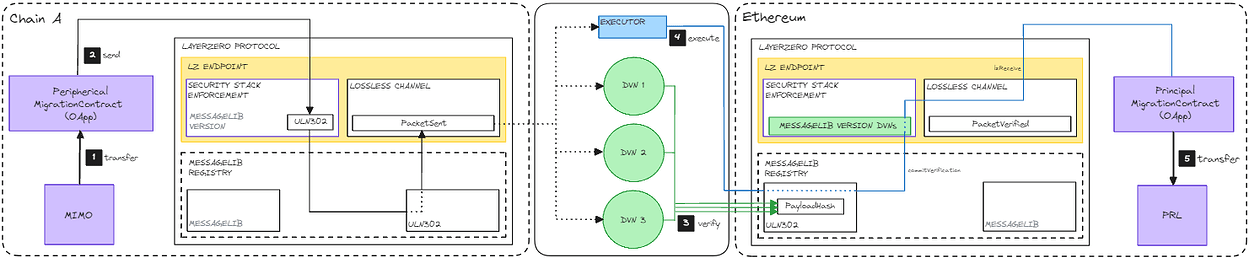 Chain A
2 send
Peripherical
MigrationContract
(OApp)
1 transfer
MIMO
LAYERZERO PROTOCOL
LZ ENDPOINT
SECURITY STACK
ENFORCEMENT
MESSAGELIB
VERSION
ULN302
LOSSLESS CHANNEL
PacketSent
MESSAGELIB
REGISTRY
MESSAGELIB
ULN302
EXECUTOR
4 execute
DVN 1
DVN 2
DVN 3
3 verify
Ethereum
LAYERZERO PROTOCOL
LZ ENDPOINT
lzReceive
SECURITY STACK
ENFORCEMENT
MESSAGELIB VERSION DVNs
LOSSLESS CHANNEL
PacketVerified
MESSAGELIB
REGISTRY
commitVerification
PayloadHash
ULN302
MESSAGELIB
Principal
MigrationContract
(OApp)
5 transfer
PRL